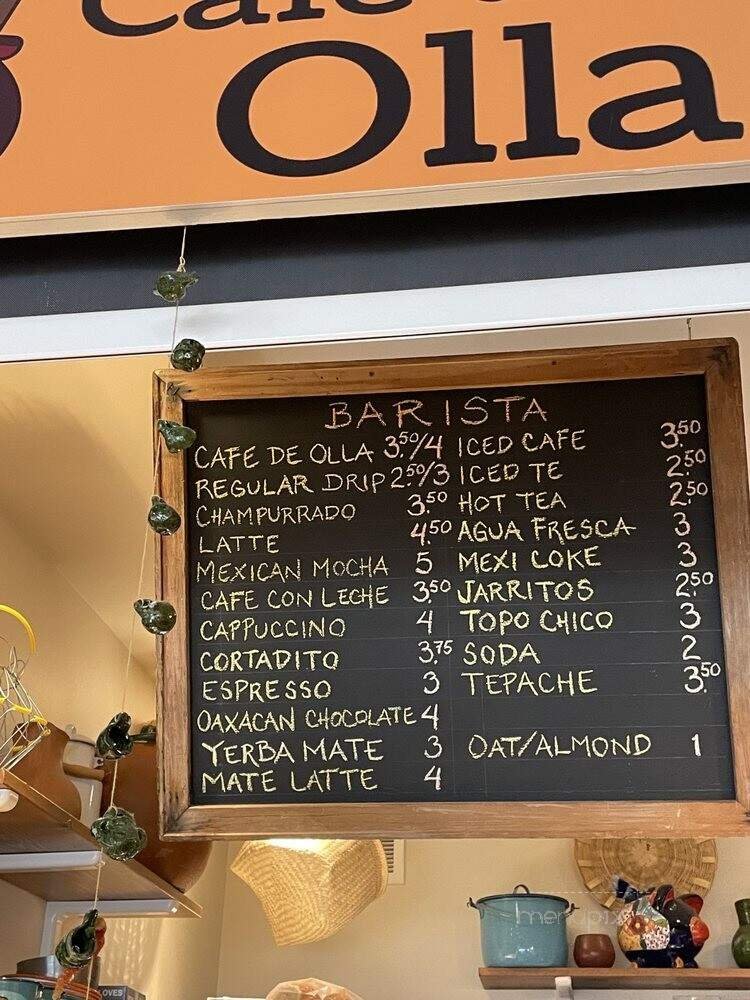 Café
Olla
BARISTA
CAFE DE OLLA 3.50/4
REGULAR DRIP 2.50/3
CHAMPURRADO 3.50
LATTE 4.50
MEXICAN MOCHA 5
CAFE CON LECHE 3.50
CAPPUCCINO 4
CORTADITO 3.75
ESPRESSO 3
OAXACAN CHOCOLATE 4
YERBA MATE 3
MATE LATTE 4
ICED CAFE 3.50
ICED TE 2.50
HOT TEA 2.50
AGUA FRESCA 3
MEXI COKE 3
JARRITOS 2.50
TOPO CHICO 3
SODA 2
TEPACHE 3.50
OAT/ALMOND 1
menupix
LOVES